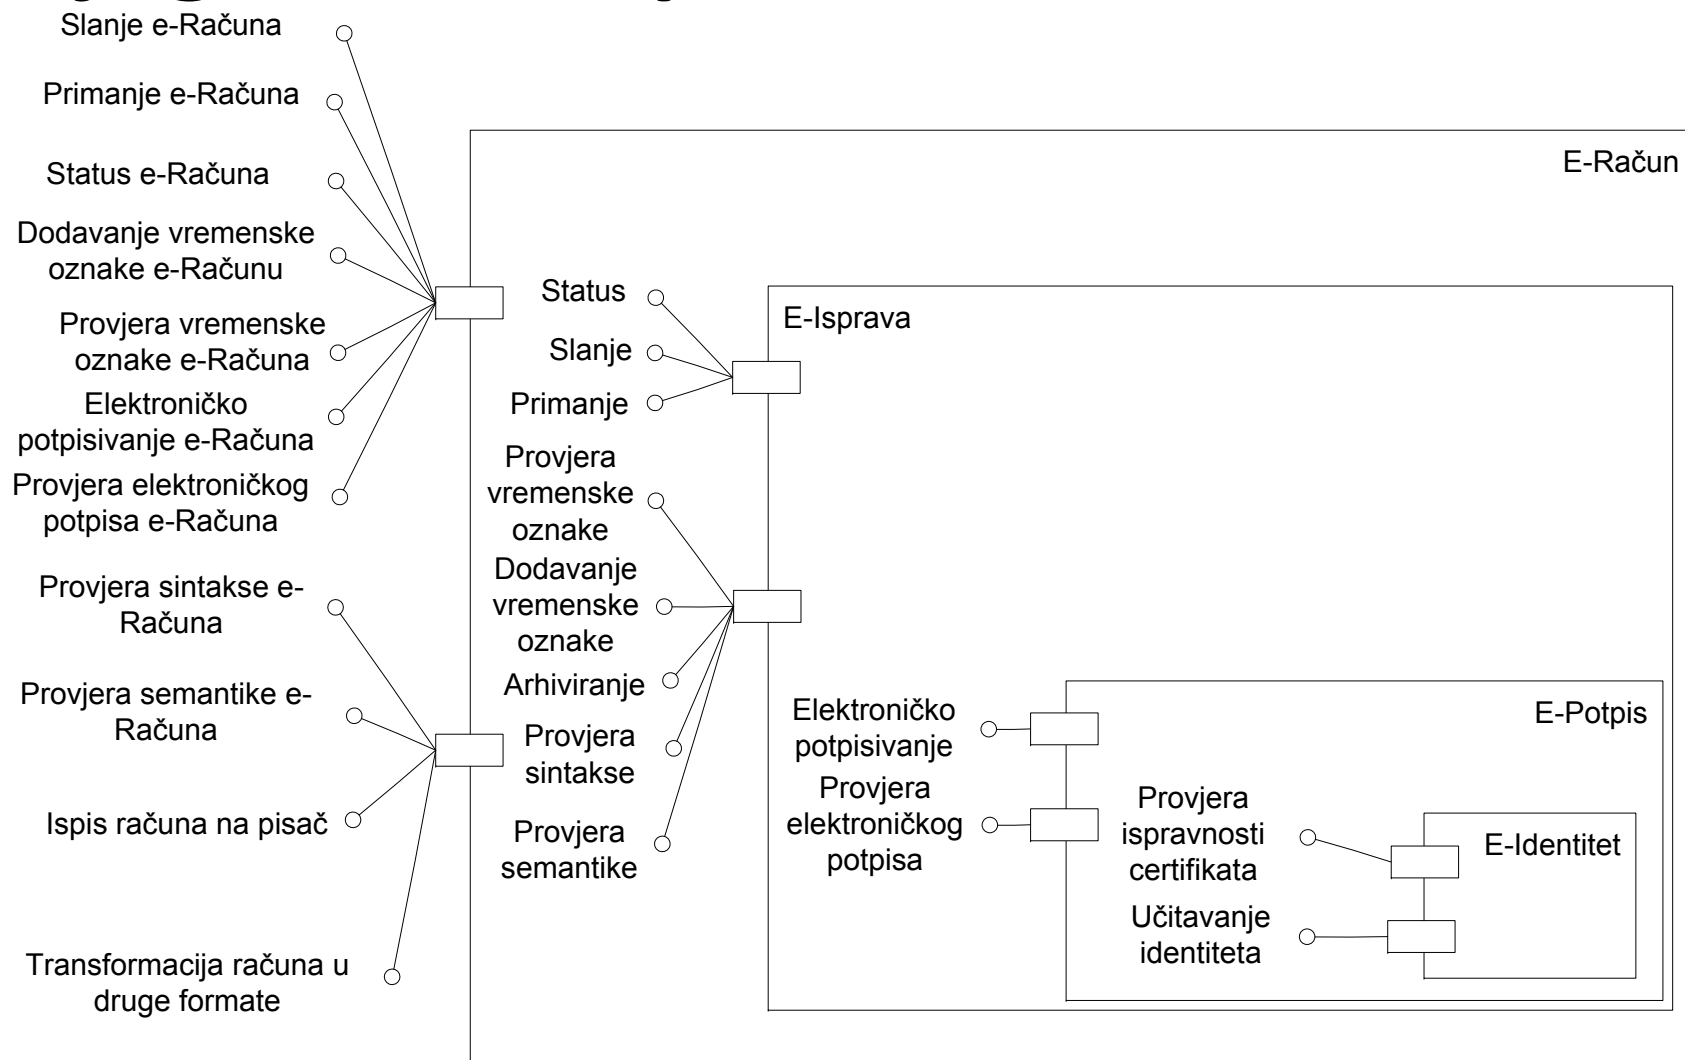 Slanje e-Računa
Primanje e-Računa
Status e-Računa
Dodavanje vremenske
oznake e-Računu
Provjera vremenske
oznake e-Računa
Elektroničko
potpisivanje e-Računa
Provjera elektroničkog
potpisa e-Računa
Provjera sintakse e-
Računa
Provjera semantike e-
Računa
Ispis računa na pisač
Transformacija računa u
druge formate
E-Račun
Status
Slanje
Primanje
Provjera
vremenske
oznake
Dodavanje
vremenske
oznake
Arhiviranje
Provjera
sintakse
Provjera
semantike
E-Isprava
Elektroničko
potpisivanje
Provjera
elektroničkog
potpisa
E-Potpis
Provjera
ispravnosti
certifikata
Učitavanje
identiteta
E-Identitet